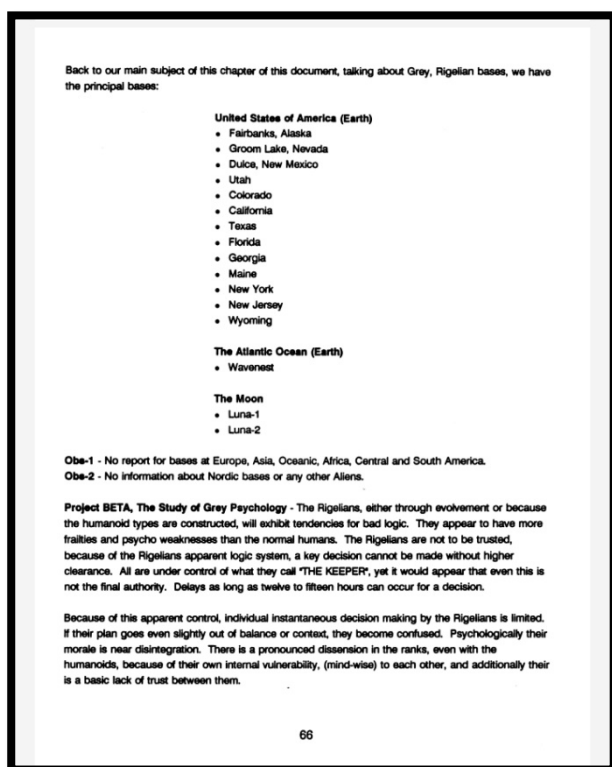 Back to our main subject of this chapter of this document, talking about Grey, Rigelian bases, we have
the principal bases:
United States of America (Earth)
• Fairbanks, Alaska
• Groom Lake, Nevada
• Dulce, New Mexico
• Utah
• Colorado
• California
• Texas
• Florida
• Georgia
• Maine
• New York
• New Jersey
• Wyoming
The Atlantic Ocean (Earth)
• Wavenest
The Moon
• Luna-1
• Luna-2
Obs-1 - No report for bases at Europe, Asia, Oceanic, Africa, Central and South America.
Obs-2 - No information about Nordic bases or any other Aliens.
Project BETA, The Study of Grey Psychology - The Rigelians, either through evolvement or because
the humanoid types are constructed, will exhibit tendencies for bad logic. They appear to have more
frailties and psycho weaknesses than the normal humans. The Rigelians are not to be trusted,
because of the Rigelians apparent logic system, a key decision cannot be made without higher
clearance. All are under control of what they call "THE KEEPER", yet it would appear that even this is
not the final authority. Delays as long as twelve to fifteen hours can occur for a decision.
Because of this apparent control, individual instantaneous decision making by the Rigelians is limited.
If their plan goes even slightly out of balance or context, they become confused. Psychologically their
morale is near disintegration. There is a pronounced dissension in the ranks, even with the
humanoids, because of their own internal vulnerability, (mind-wise) to each other, and additionally their
is a basic lack of trust between them.
66